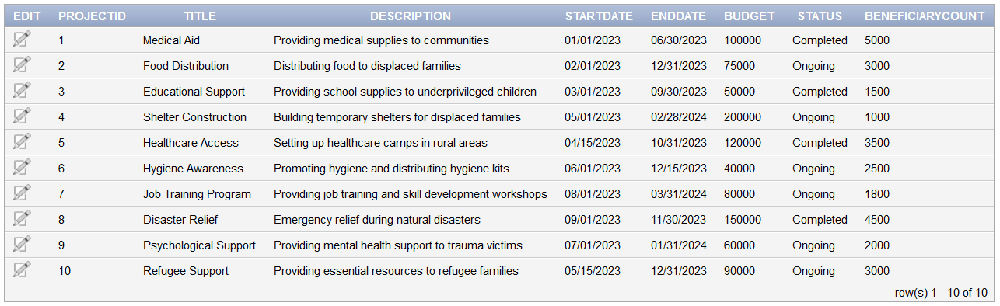 EDIT PROJECTID TITLE DESCRIPTION STARTDATE ENDDATE BUDGET STATUS BENEFICIARYCOUNT
1 Medical Aid Providing medical supplies to communities 01/01/2023 06/30/2023 100000 Completed 5000
2 Food Distribution Distributing food to displaced families 02/01/2023 12/31/2023 75000 Ongoing 3000
3 Educational Support Providing school supplies to underprivileged children 03/01/2023 09/30/2023 50000 Completed 1500
4 Shelter Construction Building temporary shelters for displaced families 05/01/2023 02/28/2024 200000 Ongoing 1000
5 Healthcare Access Setting up healthcare camps in rural areas 04/15/2023 10/31/2023 120000 Completed 3500
6 Hygiene Awareness Promoting hygiene and distributing hygiene kits 06/01/2023 12/15/2023 40000 Ongoing 2500
7 Job Training Program Providing job training and skill development workshops 08/01/2023 03/31/2024 80000 Ongoing 1800
8 Disaster Relief Emergency relief during natural disasters 09/01/2023 11/30/2023 150000 Completed 4500
9 Psychological Support Providing mental health support to trauma victims 07/01/2023 01/31/2024 60000 Ongoing 2000
10 Refugee Support Providing essential resources to refugee families 05/15/2023 12/31/2023 90000 Ongoing 3000
row(s) 1 - 10 of 10